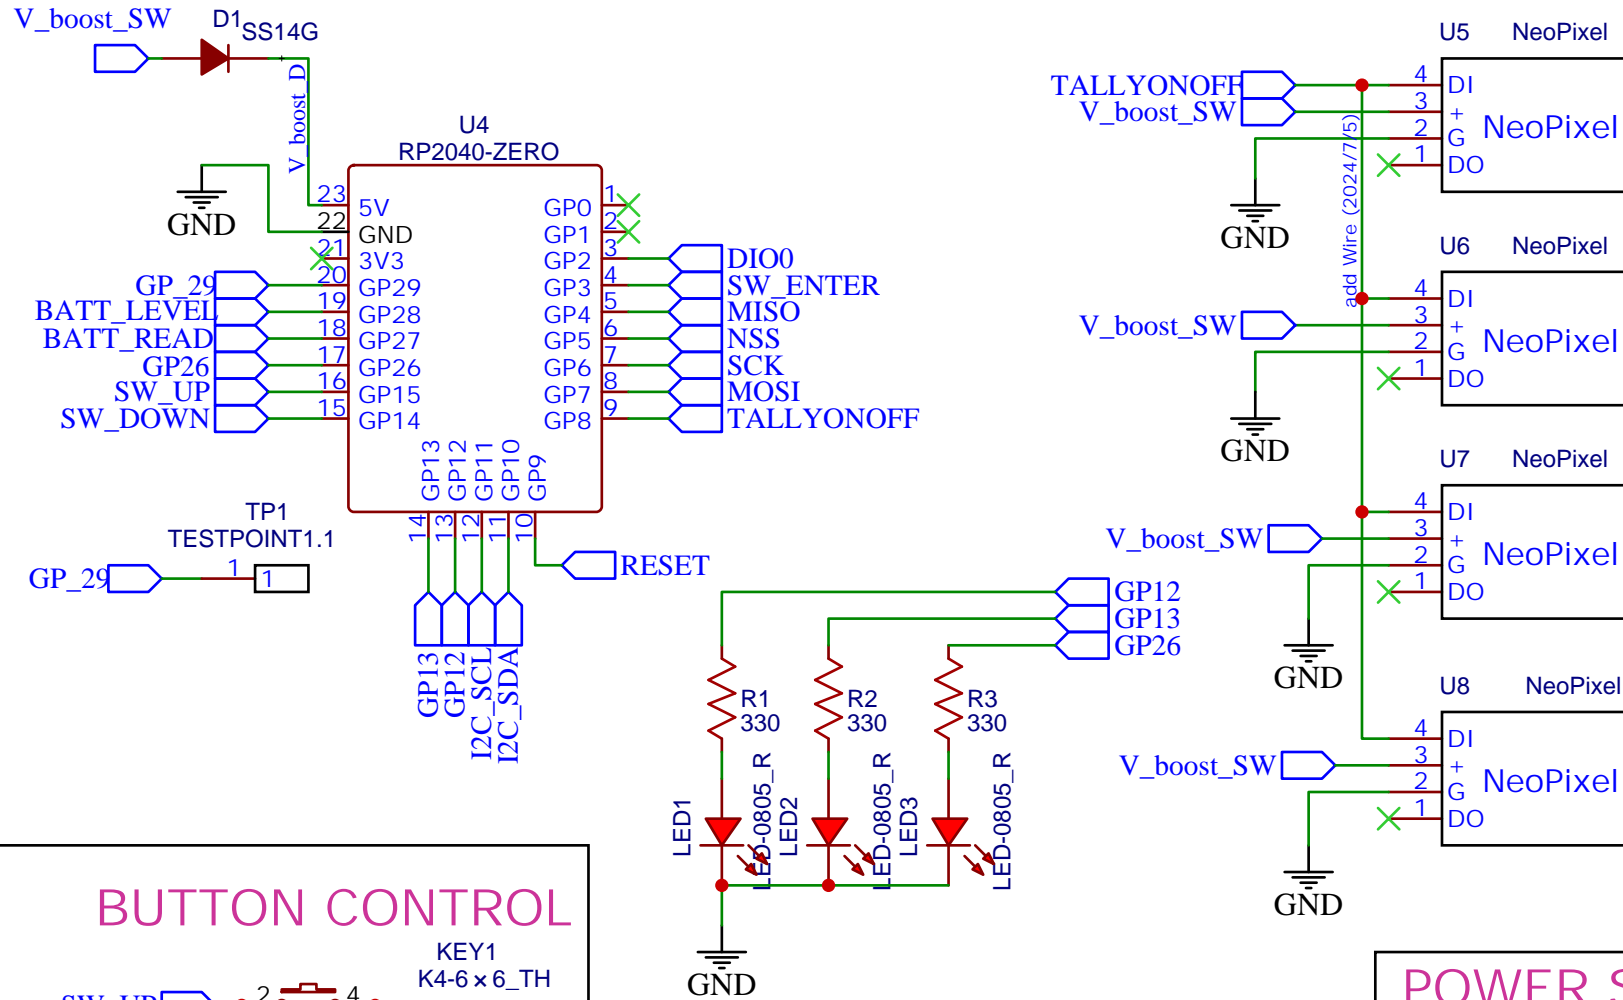 V_boost_SW
D1
SS14G
V_boost_D
U4
RP2040-ZERO
GND
23 5V
22 GND
21 3V3
GP_29 20 GP29
BATT_LEVEL 19 GP28
BATT_READ 18 GP27
GP26 17 GP26
SW_UP 16 GP15
SW_DOWN 15 GP14
GP0 1
GP1 2
GP2 3 DIO0
GP3 4 SW_ENTER
GP4 5 MISO
GP5 6 NSS
GP6 7 SCK
GP7 8 MOSI
GP8 9 TALLYONOFF
GP13 GP12 GP11 GP10 GP9
14 13 12 11 10
RESET
GP13 GP12 I2C_SCL I2C_SDA
TP1
TESTPOINT1.1
GP_29 1 1
GP12
GP13
GP26
R1
330
R2
330
R3
330
LED1
LED-0805_R
LED2
LED-0805_R
LED3
LED-0805_R
GND
U5 NeoPixel
TALLYONOFF 4 DI
V_boost_SW 3 +
2 G
1 DO
NeoPixel
GND
add Wire (2024/7/5)
U6 NeoPixel
4 DI
V_boost_SW 3 +
2 G
1 DO
NeoPixel
GND
U7 NeoPixel
4 DI
V_boost_SW 3 +
2 G
1 DO
NeoPixel
GND
U8 NeoPixel
4 DI
V_boost_SW 3 +
2 G
1 DO
NeoPixel
GND
BUTTON CONTROL
KEY1
K4-6×6_TH
SW_UP 2 4
POWER S